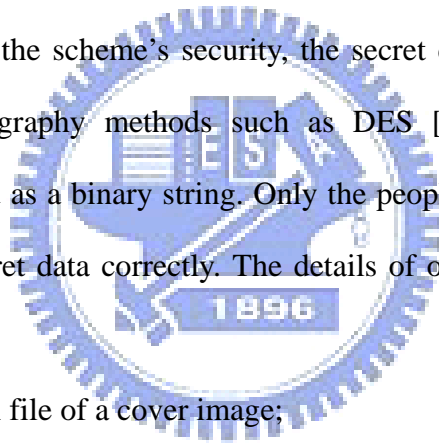 the scheme's security, the secret
graphy methods such as DES [
as a binary string. Only the peop
ret data correctly. The details of o
E S A
1896
file of a cover image;